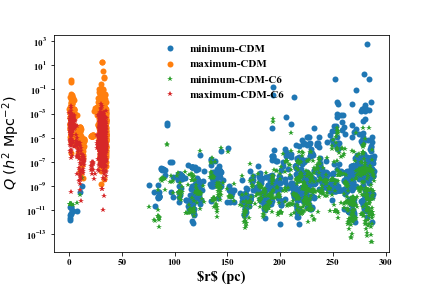 minimum-CDM
maximum-CDM
minimum-CDM-C6
maximum-CDM-C6
Q (h² Mpc⁻²)
10³
10¹
10⁻¹
10⁻³
10⁻⁵
10⁻⁷
10⁻⁹
10⁻¹¹
10⁻¹³
0 50 100 150 200 250 300
$r$ (pc)